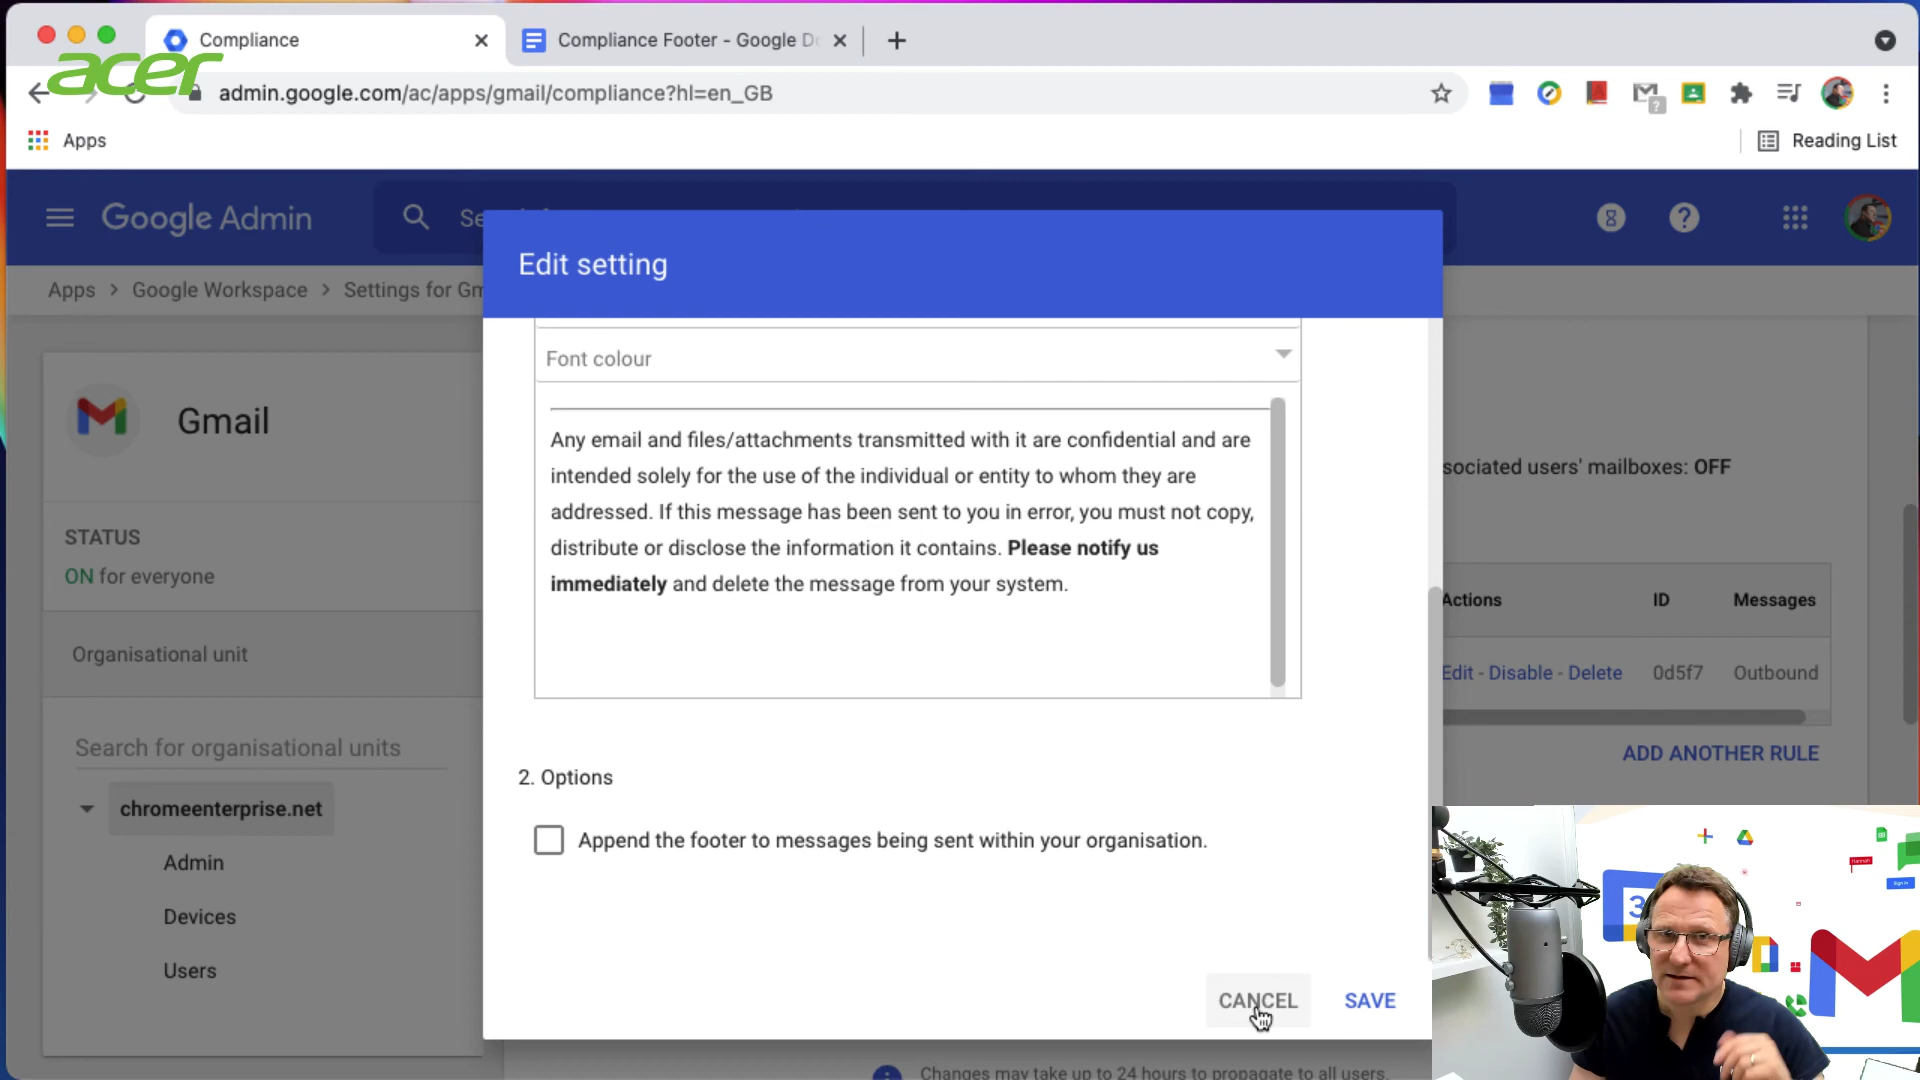 Compliance
Compliance Footer - Google D
acer
admin.google.com/ac/apps/gmail/compliance?hl=en_GB
Apps
Reading List
Google Admin
Se
Edit setting
Apps > Google Workspace > Settings for Gm
Font colour
Gmail
Any email and files/attachments transmitted with it are confidential and are
intended solely for the use of the individual or entity to whom they are
addressed. If this message has been sent to you in error, you must not copy,
distribute or disclose the information it contains. Please notify us
immediately and delete the message from your system.
sociated users' mailboxes: OFF
STATUS
ON for everyone
Actions ID Messages
Organisational unit
Edit - Disable - Delete 0d5f7 Outbound
Search for organisational units
ADD ANOTHER RULE
2. Options
chromeenterprise.net
Append the footer to messages being sent within your organisation.
Admin
Devices
Users
CANCEL
SAVE
Changes may take up to 24 hours to propagate to all users.
Hannah
Sign in
3